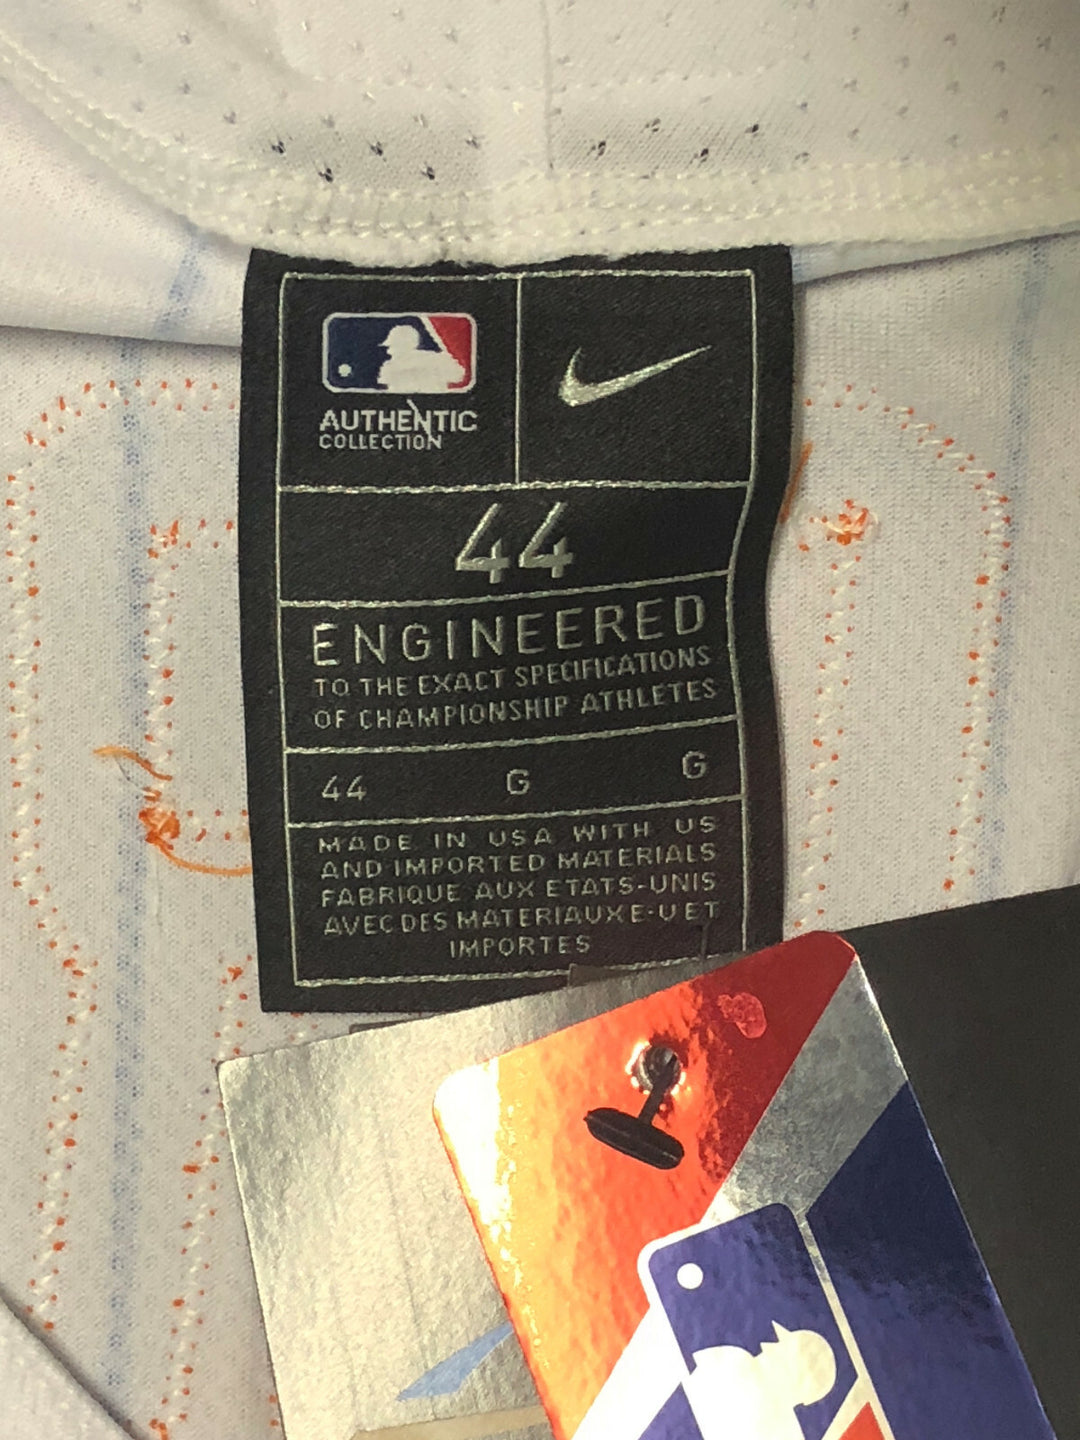 AUTHENTIC
COLLECTION
44
ENGINEERED
TO THE EXACT SPECIFICATIONS
OF CHAMPIONSHIP ATHLETES
44 G G
MADE IN USA WITH US
AND IMPORTED MATERIALS
FABRIQUE AUX ETATS-UNIS
AVEC DES MATERIAUX E-U ET
IMPORTES